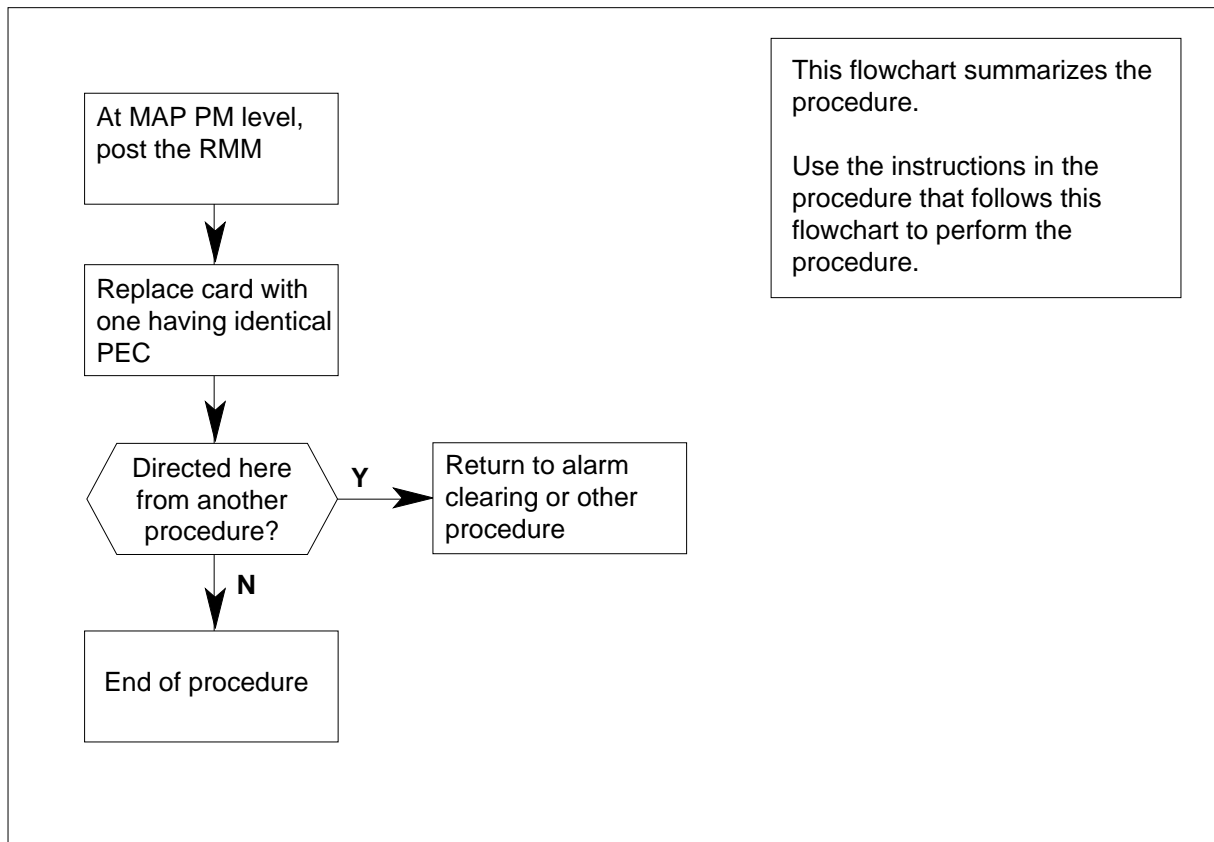 At MAP PM level,
post the RMM
Replace card with
one having identical
PEC
Directed here
from another
procedure?
Y
Return to alarm
clearing or other
procedure
N
End of procedure
This flowchart summarizes the
procedure.
Use the instructions in the
procedure that follows this
flowchart to perform the
procedure.